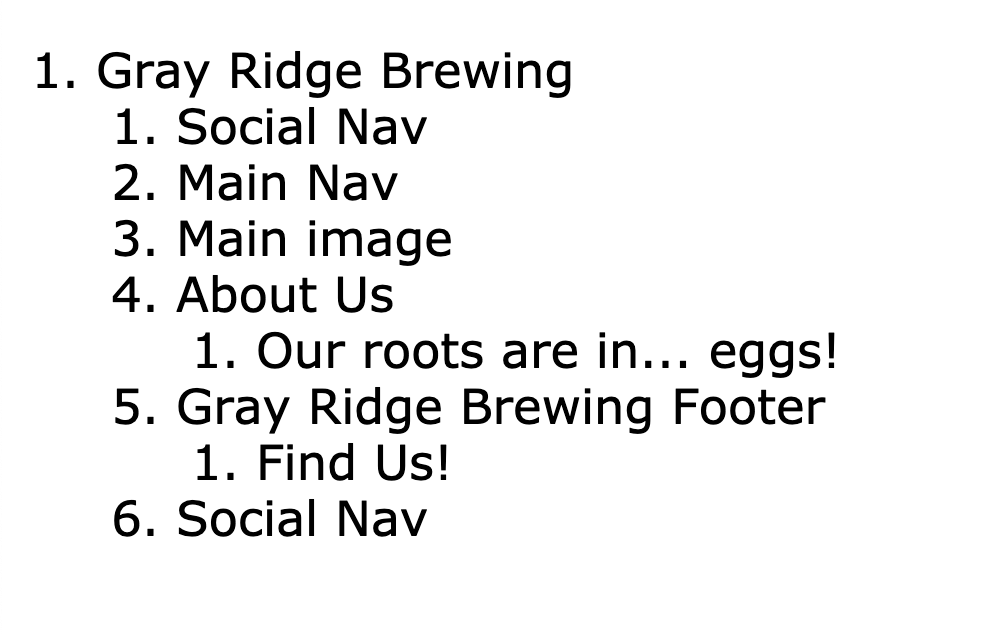 1. Gray Ridge Brewing
1. Social Nav
2. Main Nav
3. Main image
4. About Us
1. Our roots are in... eggs!
5. Gray Ridge Brewing Footer
1. Find Us!
6. Social Nav